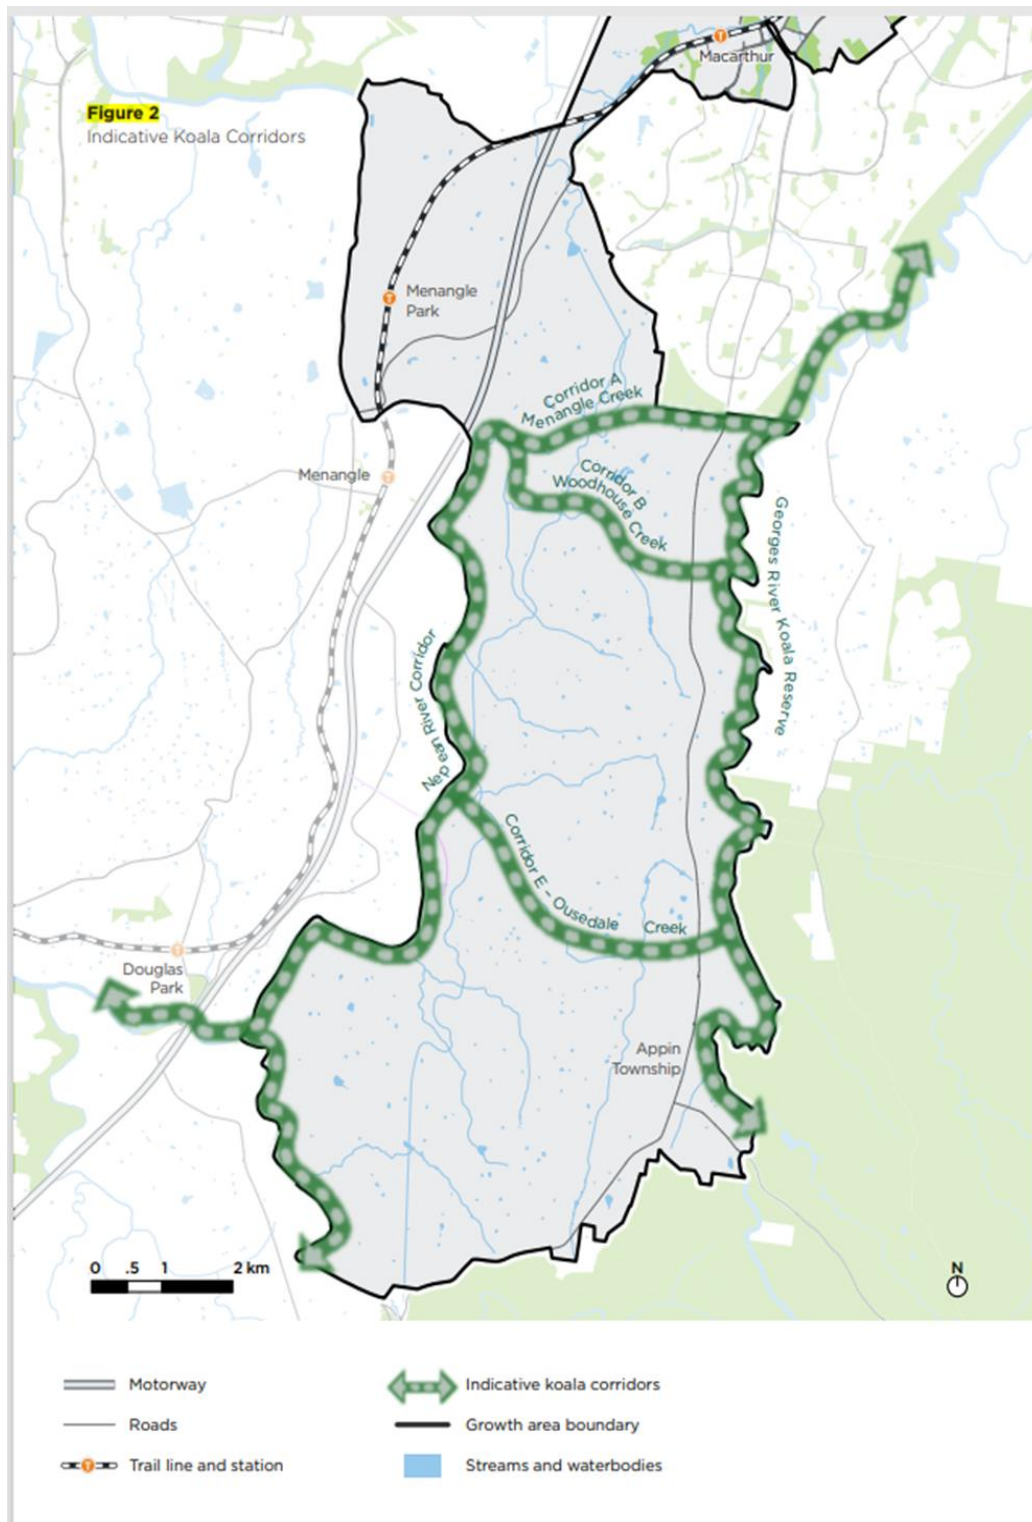 Macarthur
Figure 2
Indicative Koala Corridors
Menangle
Park
Corridor A
Menangle Creek
Menangle
Corridor B
Woodhouse Creek
Georges River Koala Reserve
Nepean River Corridor
Corridor E – Ousedale Creek
Douglas
Park
Appin
Township
0 .5 1 2 km
N
Motorway
Indicative koala corridors
Roads
Growth area boundary
Trail line and station
Streams and waterbodies